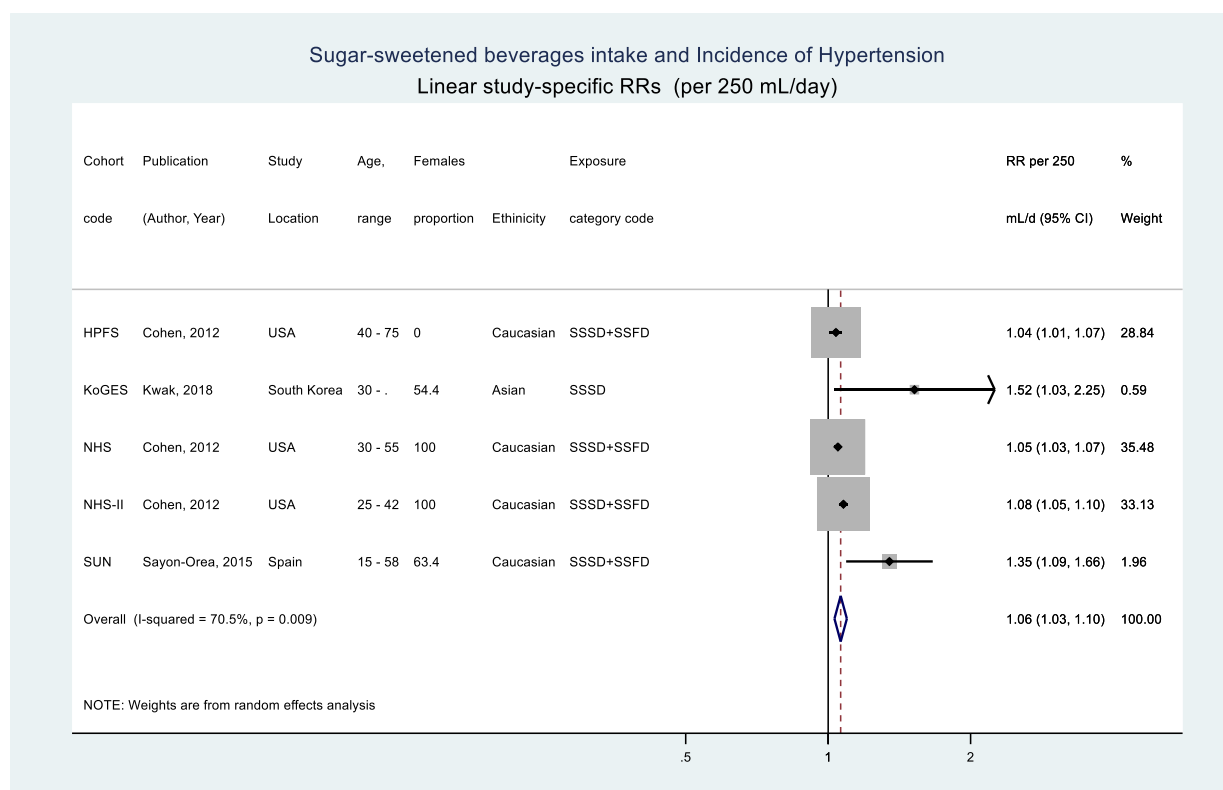 Sugar-sweetened beverages intake and Incidence of Hypertension
Linear study-specific RRs (per 250 mL/day)
Cohort Publication Study Age, Females Exposure RR per 250 %
code (Author, Year) Location range proportion Ethinicity category code mL/d (95% CI) Weight
HPFS Cohen, 2012 USA 40 - 75 0 Caucasian SSSD+SSFD 1.04 (1.01, 1.07) 28.84
KoGES Kwak, 2018 South Korea 30 - . 54.4 Asian SSSD 1.52 (1.03, 2.25) 0.59
NHS Cohen, 2012 USA 30 - 55 100 Caucasian SSSD+SSFD 1.05 (1.03, 1.07) 35.48
NHS-II Cohen, 2012 USA 25 - 42 100 Caucasian SSSD+SSFD 1.08 (1.05, 1.10) 33.13
SUN Sayon-Orea, 2015 Spain 15 - 58 63.4 Caucasian SSSD+SSFD 1.35 (1.09, 1.66) 1.96
Overall (I-squared = 70.5%, p = 0.009) 1.06 (1.03, 1.10) 100.00
NOTE: Weights are from random effects analysis
.5 1 2